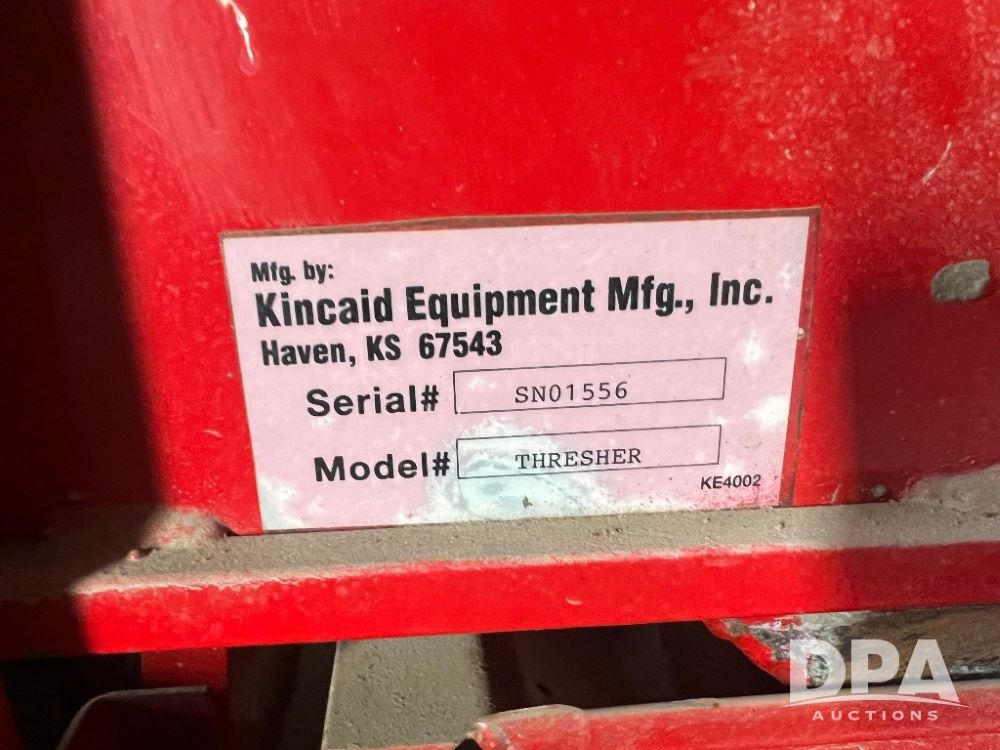 Mfg. by:
Kincaid Equipment Mfg., Inc.
Haven, KS 67543
Serial# SN01556
Model# THRESHER
KE4002
DPA
AUCTIONS